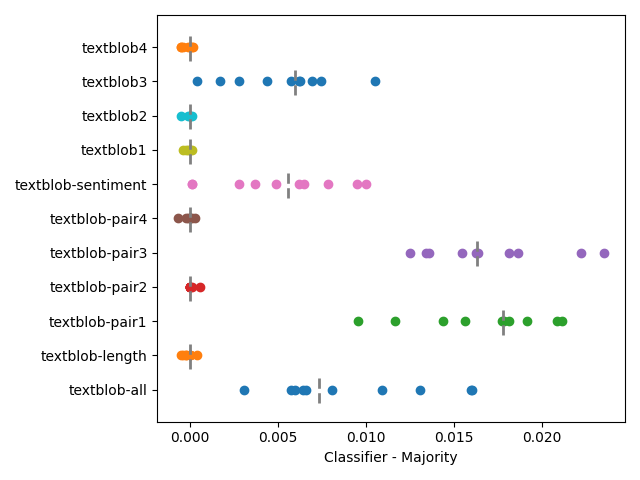 textblob4
textblob3
textblob2
textblob1
textblob-sentiment
textblob-pair4
textblob-pair3
textblob-pair2
textblob-pair1
textblob-length
textblob-all
0.000 0.005 0.010 0.015 0.020
Classifier - Majority